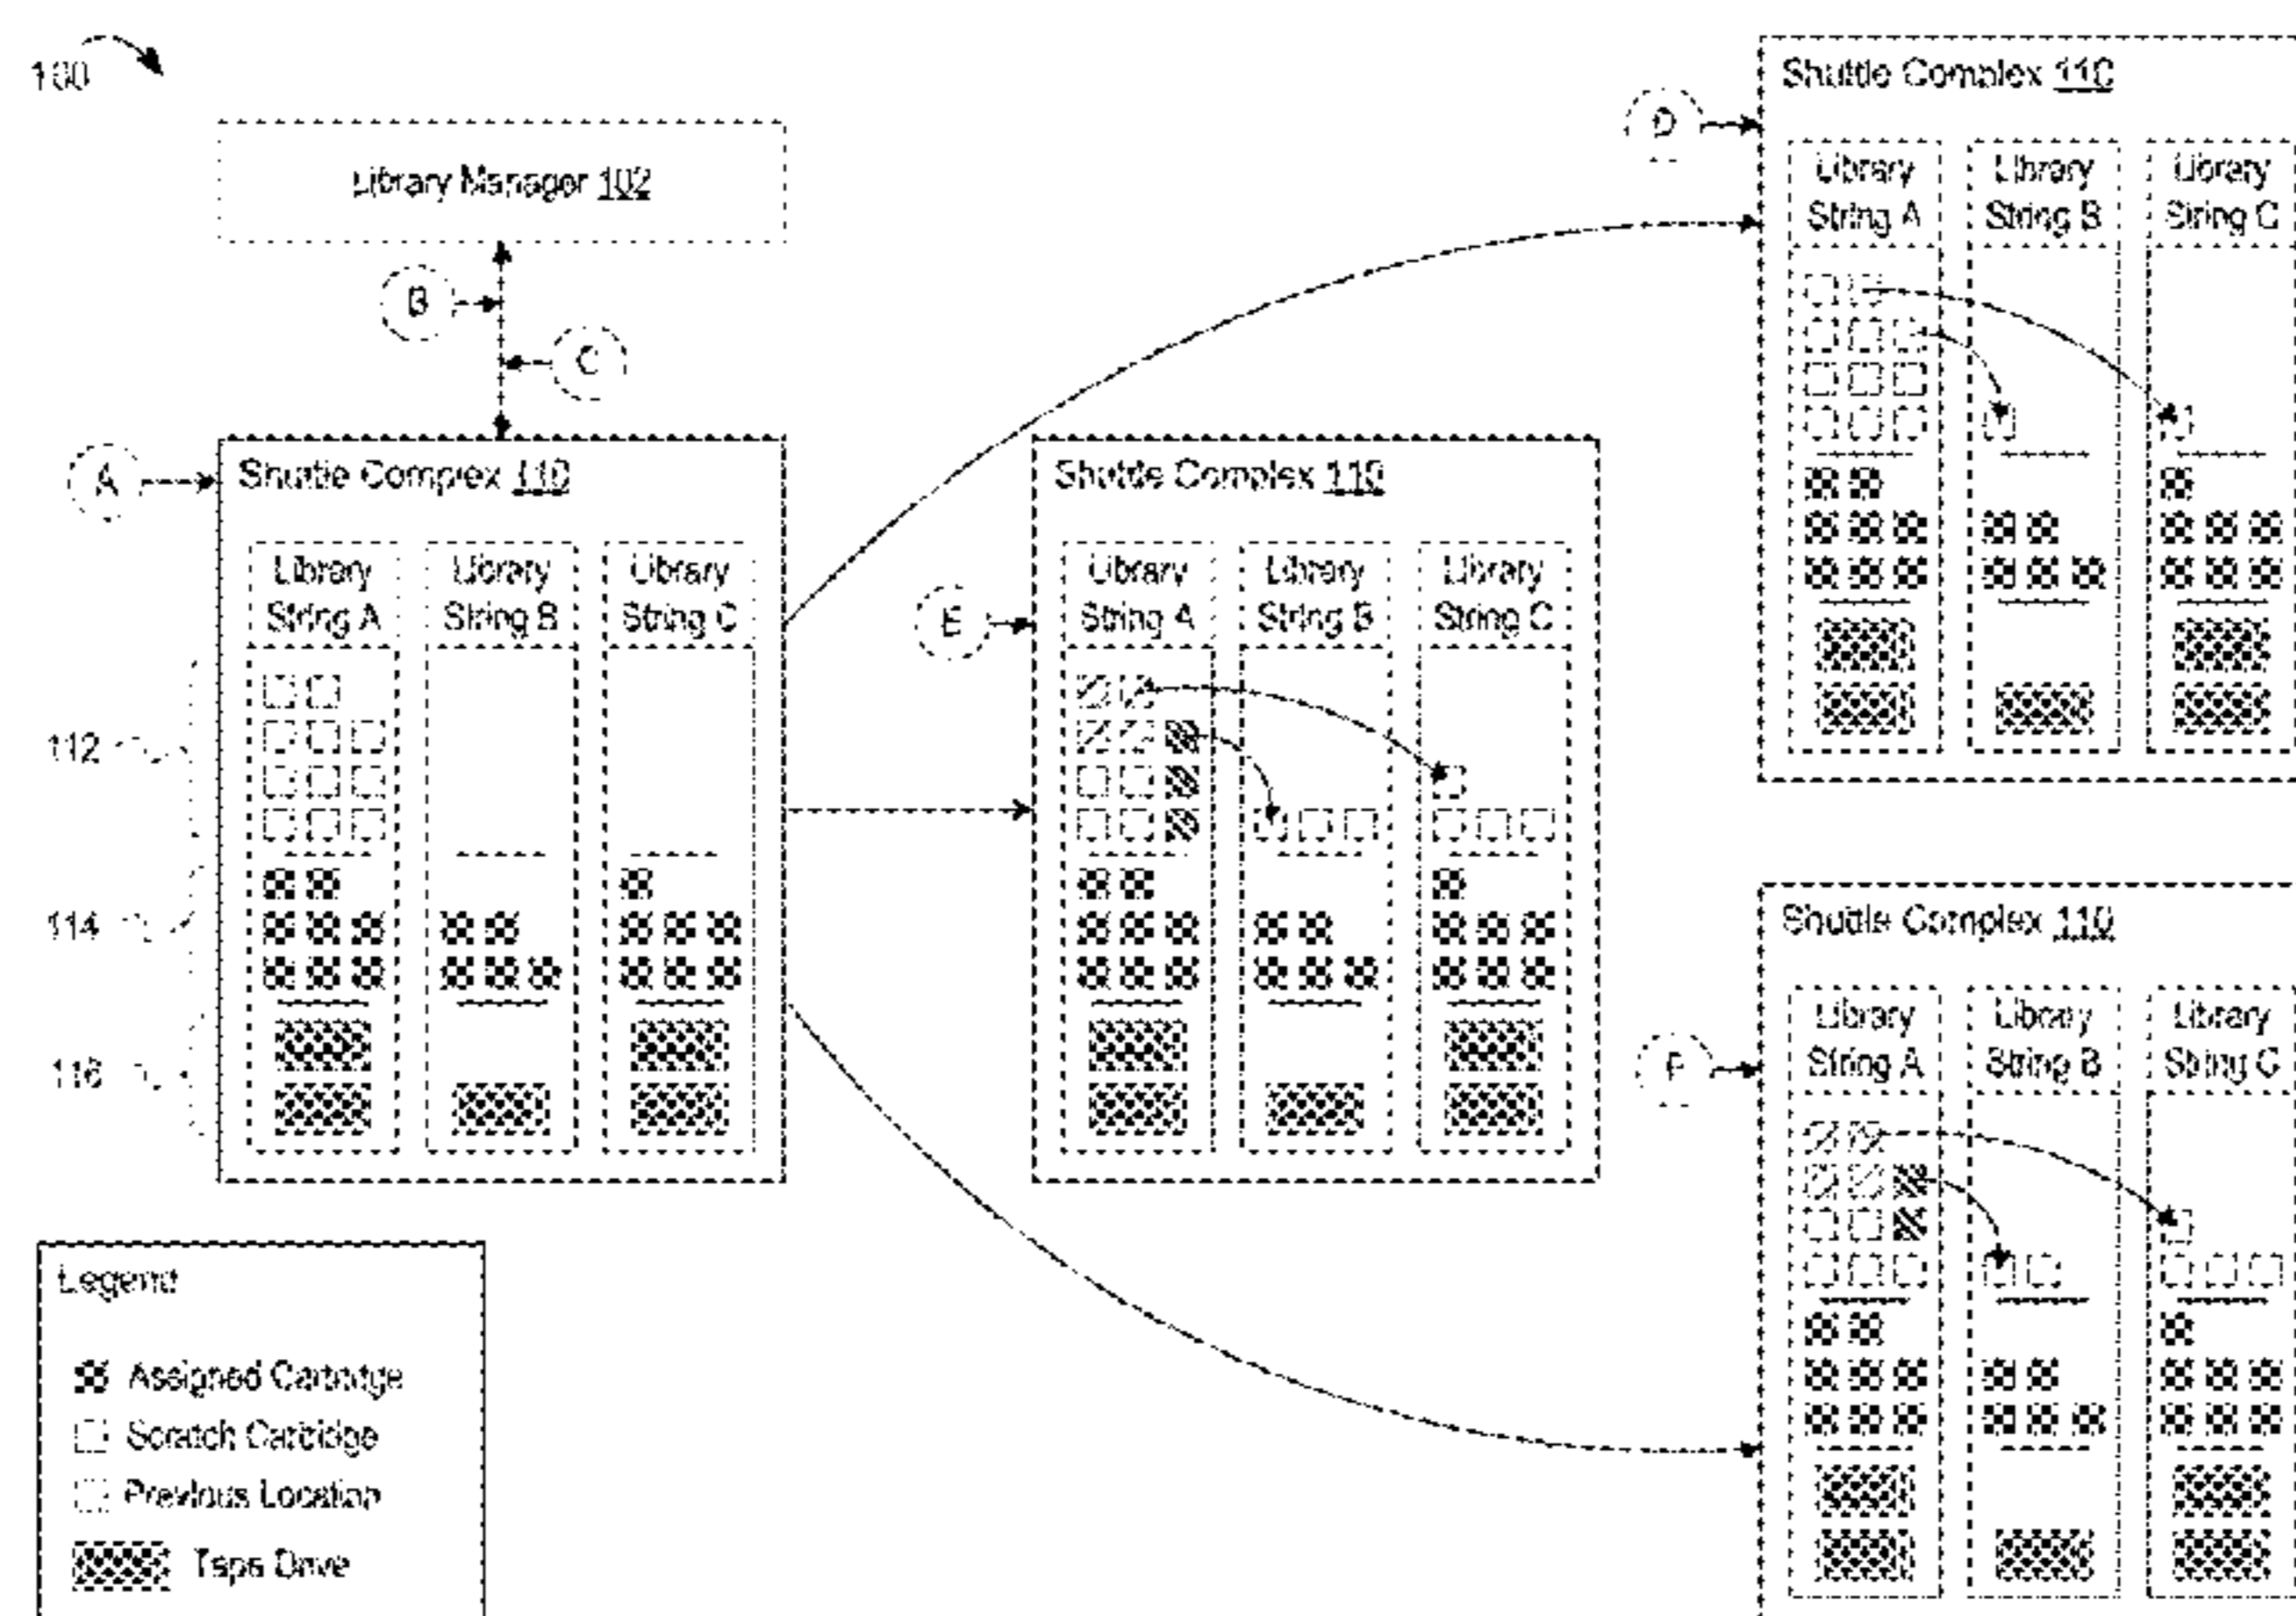 100
Library Manager 102
B
C
A
Shuttle Complex 110
Library String A
Library String B
Library String C
112
114
116
D
Shuttle Complex 110
Library String A
Library String B
Library String C
E
Shuttle Complex 110
Library String A
Library String B
Library String C
F
Shuttle Complex 110
Library String A
Library String B
Library String C
Legend
Assigned Cartridge
Scratch Cartridge
Previous Location
Tape Drive